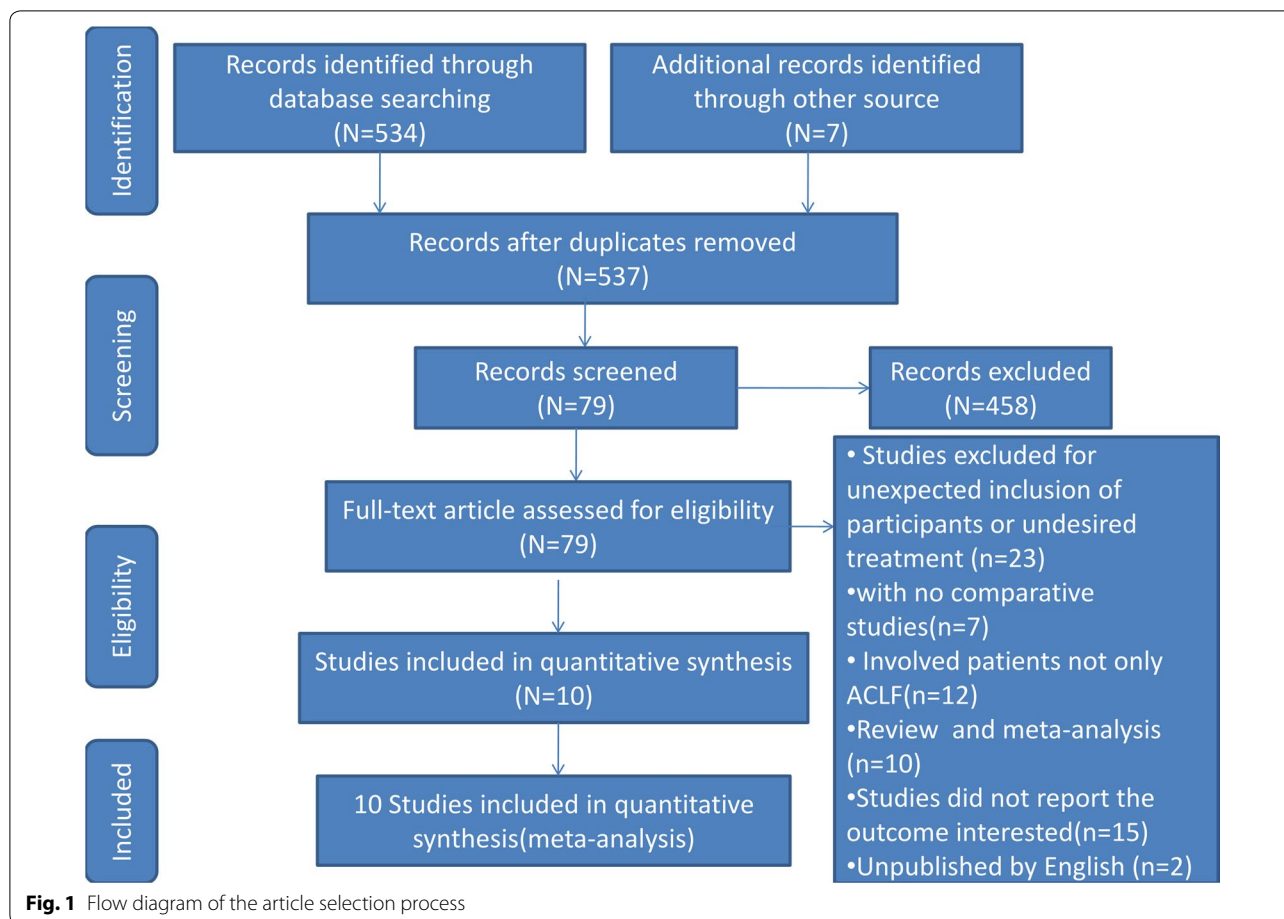 Identification
Records identified through
database searching
(N=534)
Additional records identified
through other source
(N=7)
Records after duplicates removed
(N=537)
Screening
Records screened
(N=79)
Records excluded
(N=458)
Eligibility
Full-text article assessed for eligibility
(N=79)
• Studies excluded for
unexpected inclusion of
participants or undesired
treatment (n=23)
•with no comparative
studies(n=7)
• Involved patients not only
ACLF(n=12)
•Review and meta-analysis
(n=10)
•Studies did not report the
outcome interested(n=15)
•Unpublished by English (n=2)
Studies included in quantitative synthesis
(N=10)
Included
10 Studies included in quantitative
synthesis(meta-analysis)
Fig. 1 Flow diagram of the article selection process